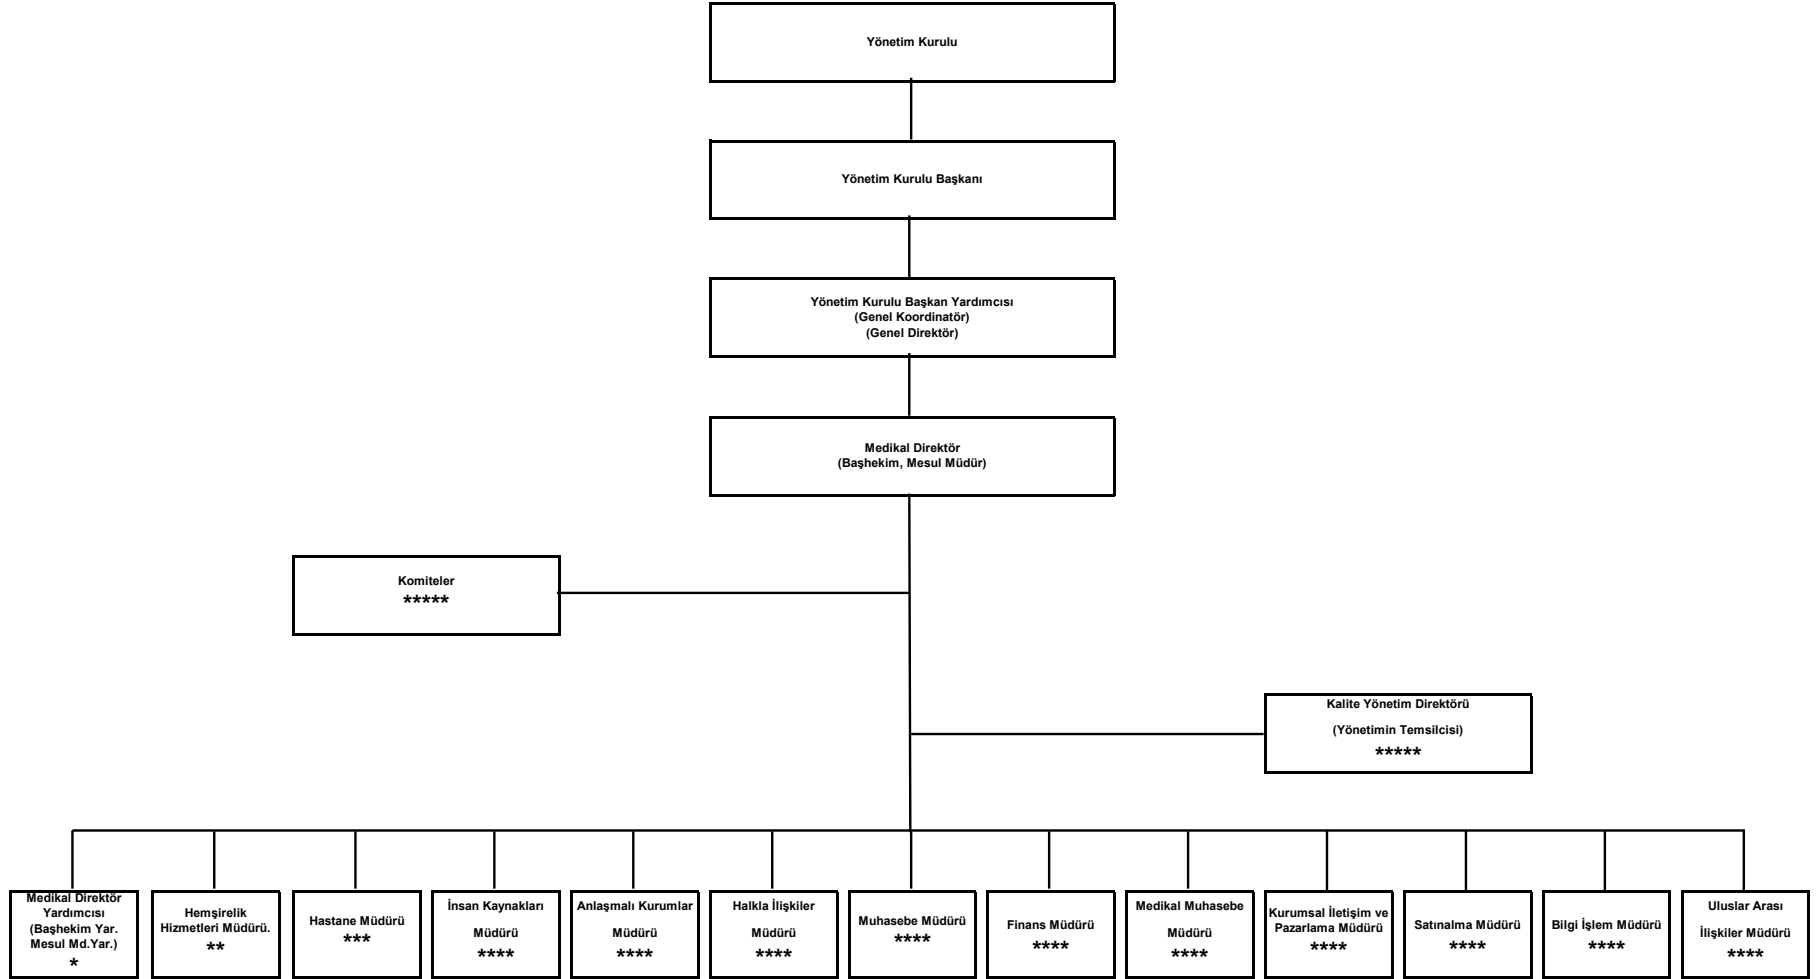 Yönetim Kurulu
Yönetim Kurulu Başkanı
Yönetim Kurulu Başkan Yardımcısı
(Genel Koordinatör)
(Genel Direktör)
Medikal Direktör
(Başhekim, Mesul Müdür)
Komiteler
*****
Kalite Yönetim Direktörü
(Yönetimin Temsilcisi)
*****
Medikal Direktör
Yardımcısı
(Başhekim Yar.
Mesul Md.Yar.)
*
Hemşirelik
Hizmetleri Müdürü.
**
Hastane Müdürü
***
İnsan Kaynakları
Müdürü
****
Anlaşmalı Kurumlar
Müdürü
****
Halkla İlişkiler
Müdürü
****
Muhasebe Müdürü
****
Finans Müdürü
****
Medikal Muhasebe
Müdürü
****
Kurumsal İletişim ve
Pazarlama Müdürü
****
Satınalma Müdürü
****
Bilgi İşlem Müdürü
****
Uluslar Arası
İlişkiler Müdürü
****